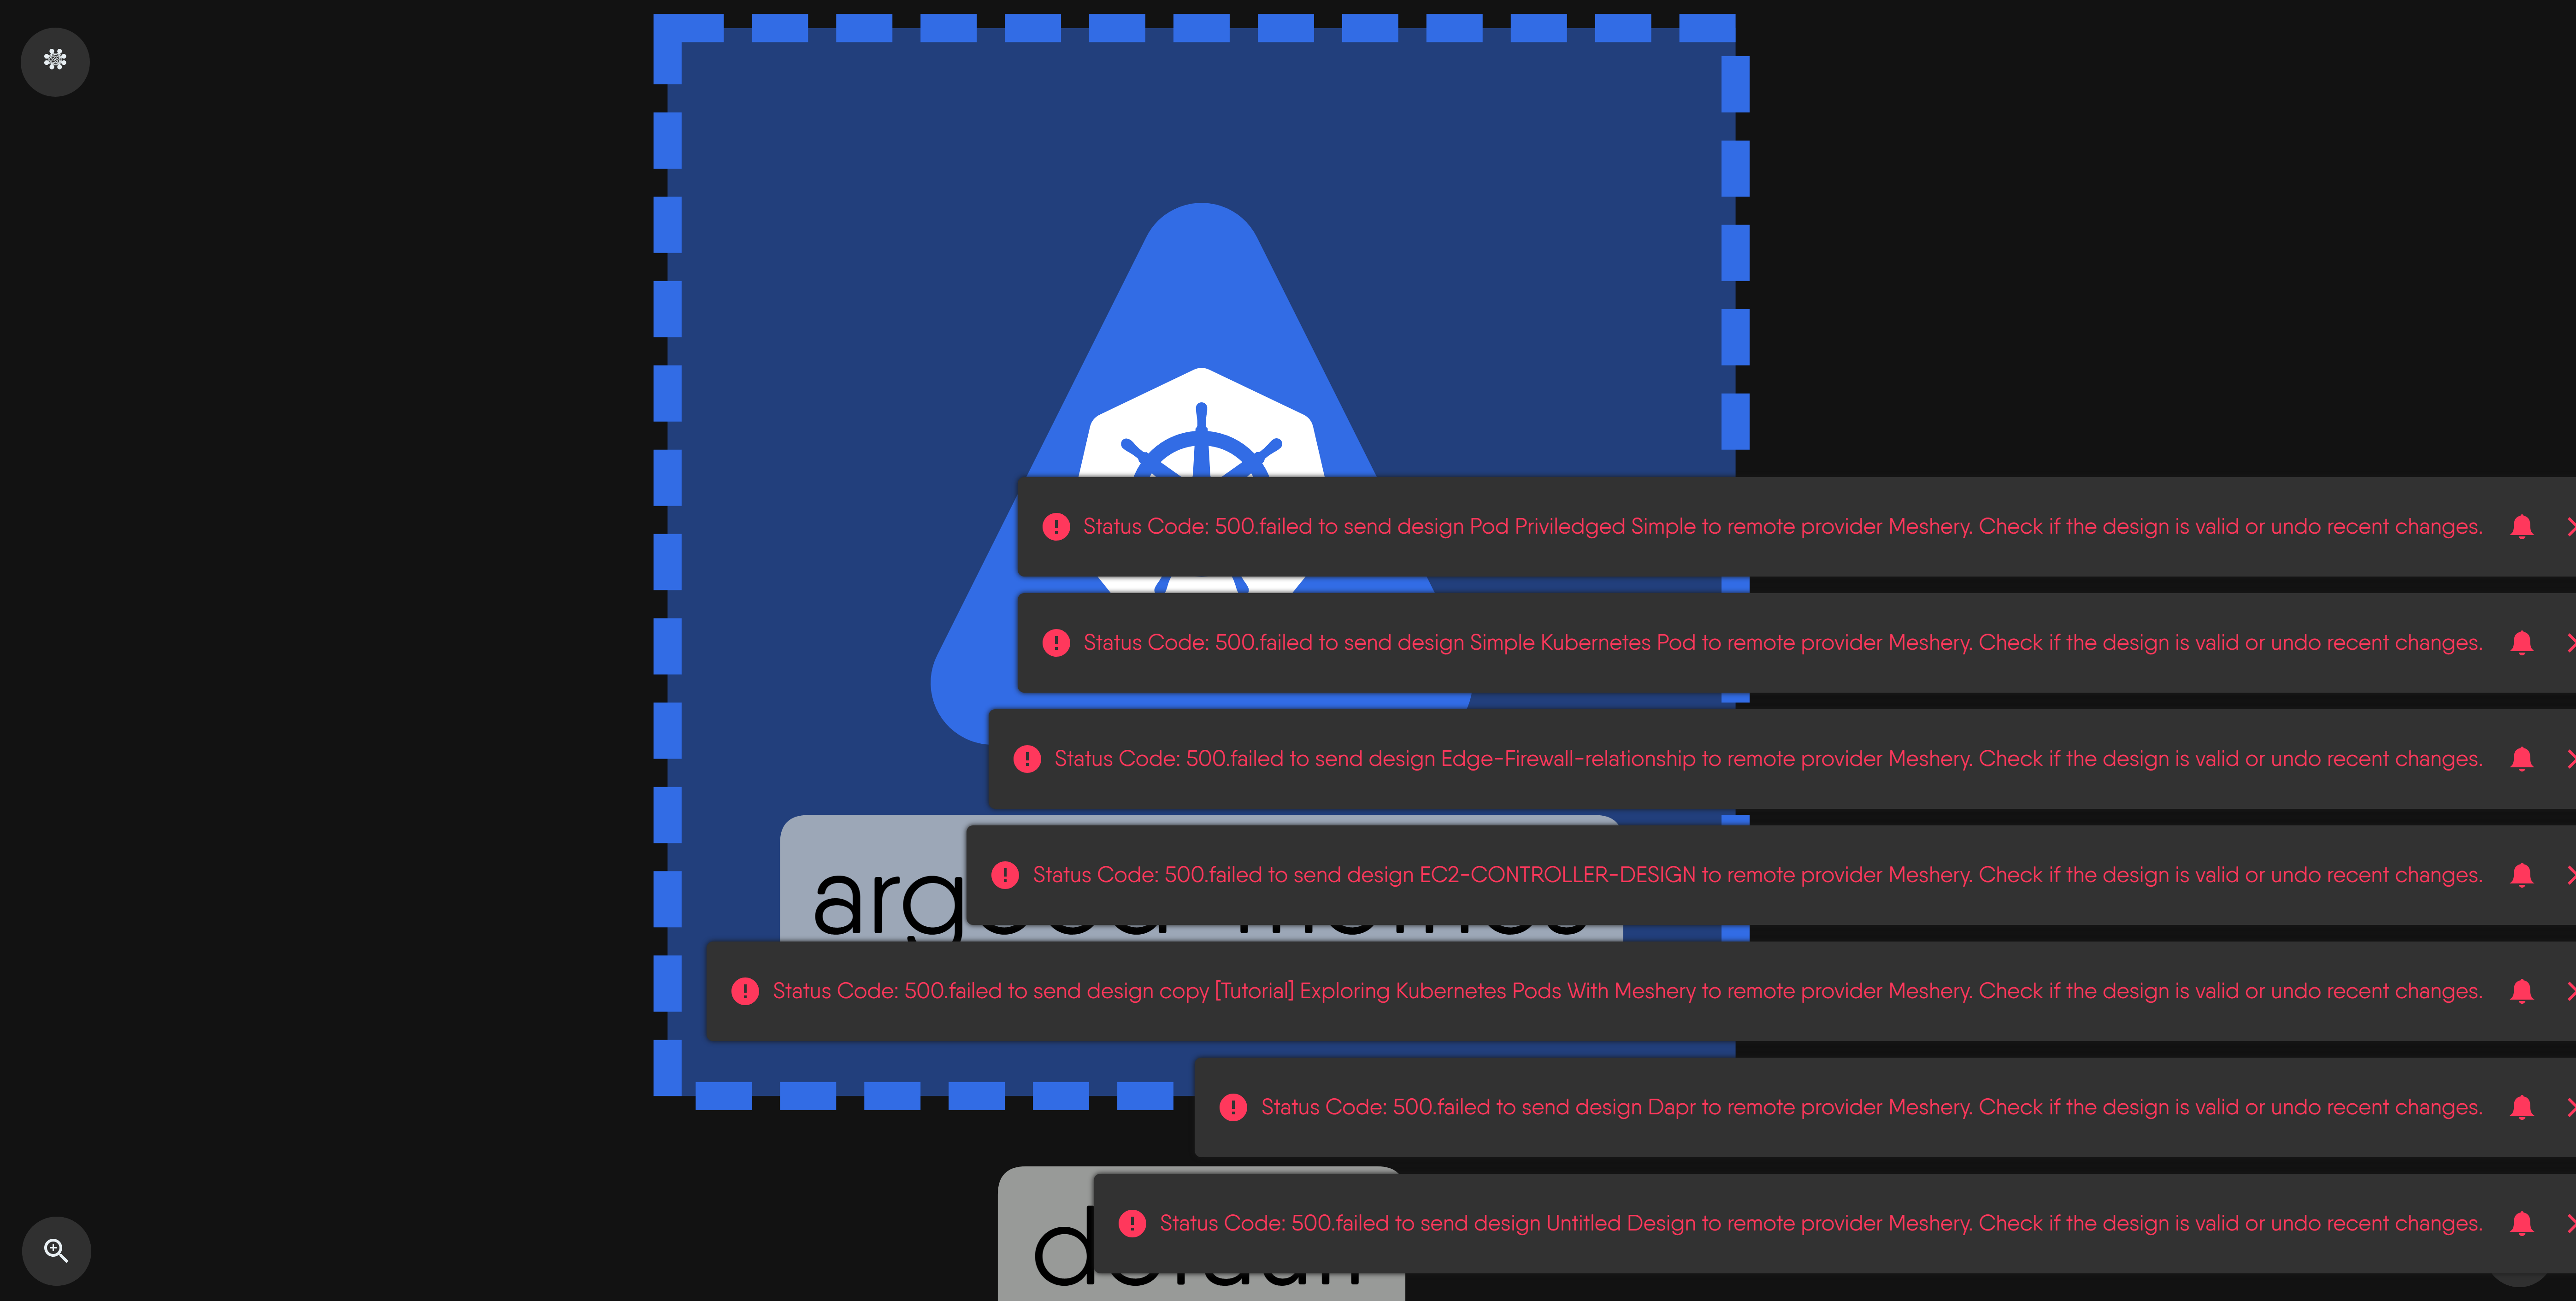 Status Code: 500.failed to send design Pod Priviledged Simple to remote provider Meshery. Check if the design is valid or undo recent changes.
Status Code: 500.failed to send design Simple Kubernetes Pod to remote provider Meshery. Check if the design is valid or undo recent changes.
Status Code: 500.failed to send design Edge-Firewall-relationship to remote provider Meshery. Check if the design is valid or undo recent changes.
Status Code: 500.failed to send design EC2-CONTROLLER-DESIGN to remote provider Meshery. Check if the design is valid or undo recent changes.
Status Code: 500.failed to send design copy [Tutorial] Exploring Kubernetes Pods With Meshery to remote provider Meshery. Check if the design is valid or undo recent changes.
Status Code: 500.failed to send design Dapr to remote provider Meshery. Check if the design is valid or undo recent changes.
Status Code: 500.failed to send design Untitled Design to remote provider Meshery. Check if the design is valid or undo recent changes.